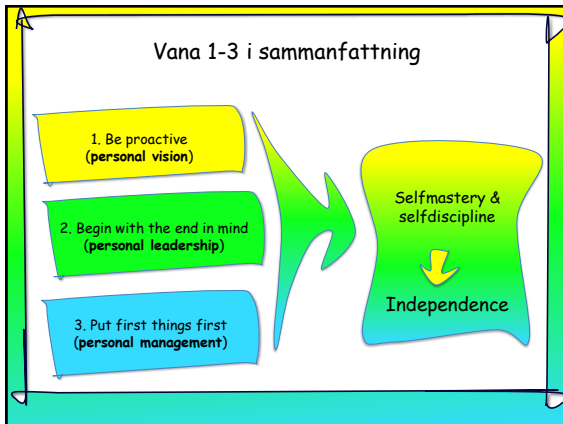 Vana 1-3 i sammanfattning
1. Be proactive
(personal vision)
2. Begin with the end in mind
(personal leadership)
3. Put first things first
(personal management)
Selfmastery &
selfdiscipline
Independence